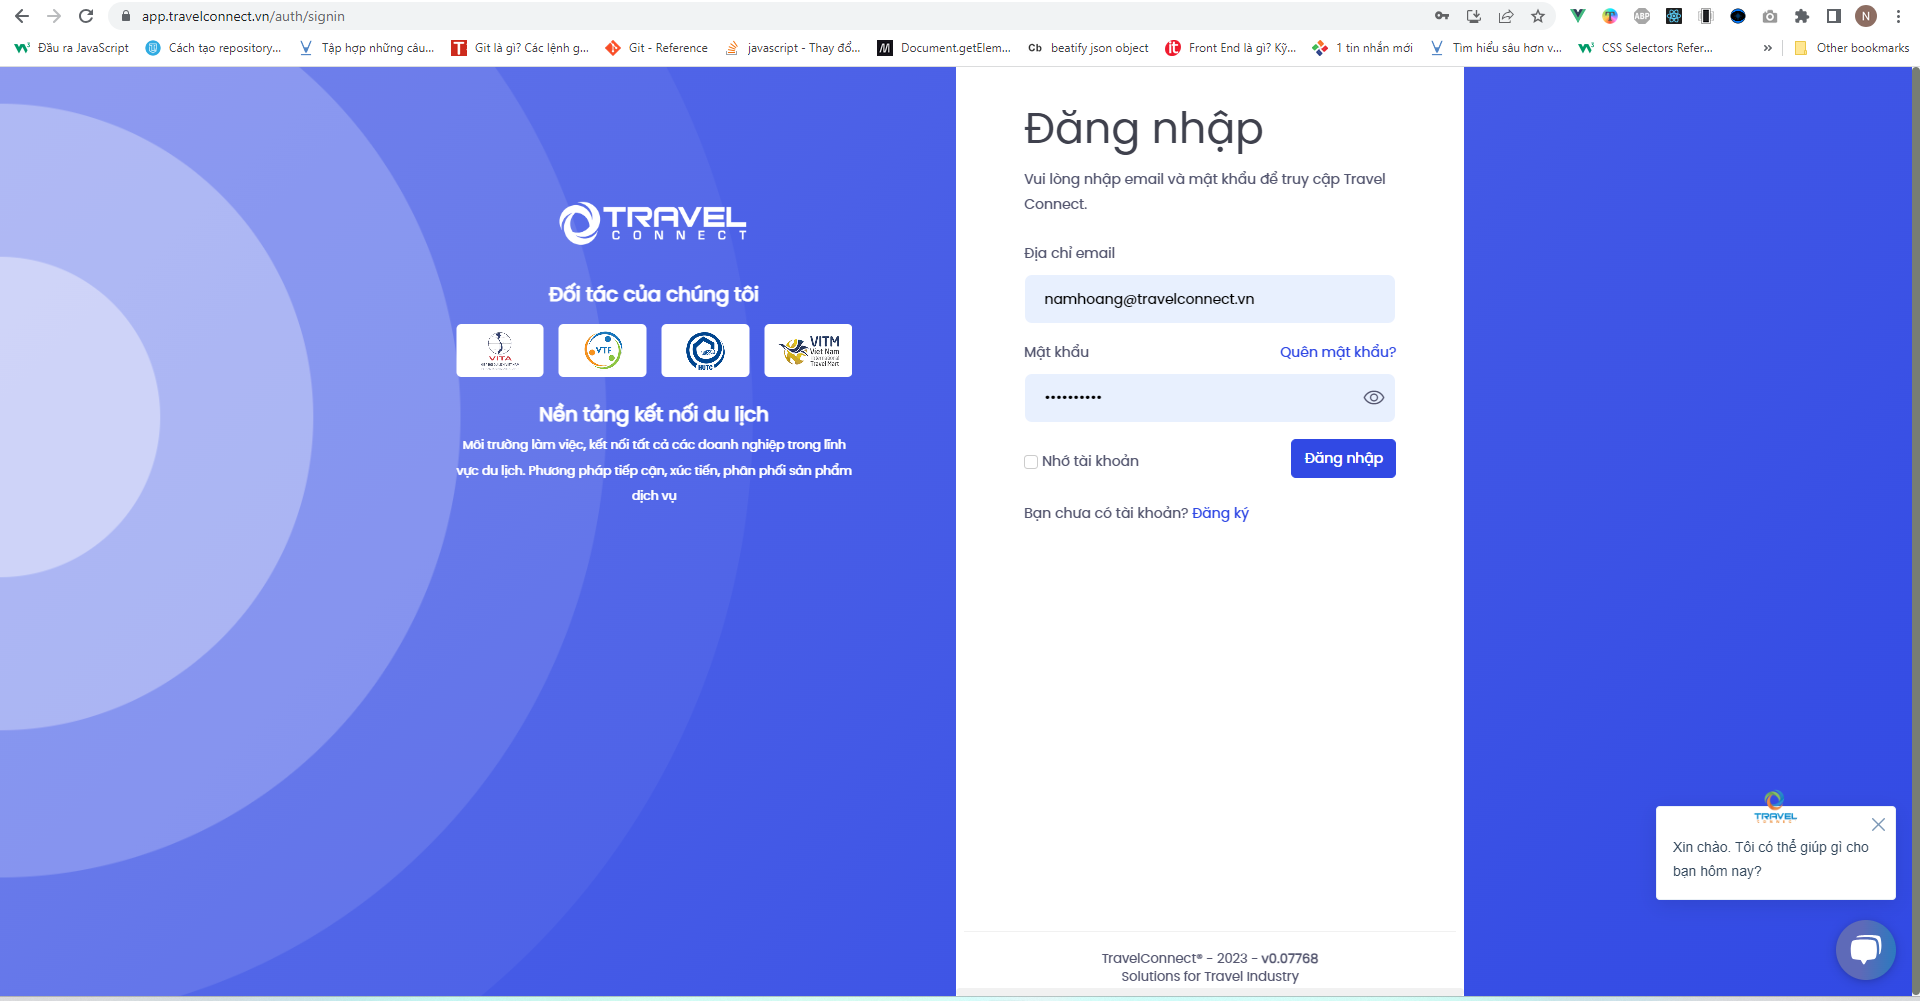 app.travelconnect.vn/auth/signin
Đầu ra JavaScript
Cách tạo repository...
Tập hợp những câu...
Git là gì? Các lệnh g...
Git - Reference
javascript - Thay đổ...
Document.getElem...
Cb beatify json object
Front End là gì? Kỹ...
1 tin nhắn mới
Tìm hiểu sâu hơn v...
CSS Selectors Refer...
»
Other bookmarks
ABP
N
TRAVEL
CONNECT
Đối tác của chúng tôi
VITA
VTF
HUTC
VITM
Viet Nam
International
Travel Mart
Nền tảng kết nối du lịch
Môi trường làm việc, kết nối tất cả các doanh nghiệp trong lĩnh
vực du lịch. Phương pháp tiếp cận, xúc tiến, phân phối sản phẩm
dịch vụ
Đăng nhập
Vui lòng nhập email và mật khẩu để truy cập Travel
Connect.
Địa chỉ email
namhoang@travelconnect.vn
Mật khẩu
Quên mật khẩu?
••••••••••
Nhớ tài khoản
Đăng nhập
Bạn chưa có tài khoản? Đăng ký
TravelConnect® - 2023 - v0.07768
Solutions for Travel Industry
TRAVEL
Xin chào. Tôi có thể giúp gì cho
bạn hôm nay?